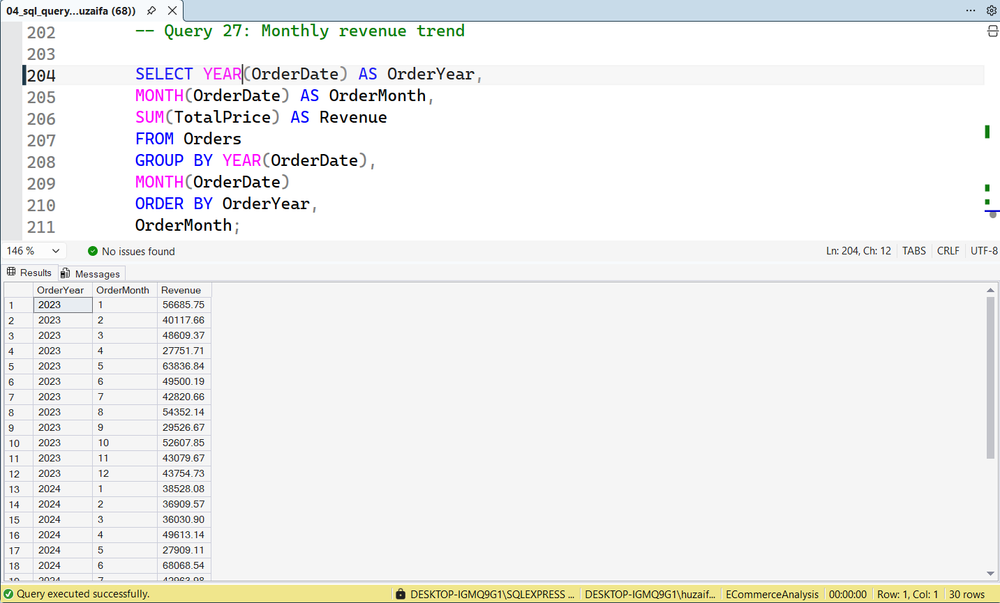 04_sql_query...uzaifa (68))
202 -- Query 27: Monthly revenue trend
203
204 SELECT YEAR(OrderDate) AS OrderYear,
205 MONTH(OrderDate) AS OrderMonth,
206 SUM(TotalPrice) AS Revenue
207 FROM Orders
208 GROUP BY YEAR(OrderDate),
209 MONTH(OrderDate)
210 ORDER BY OrderYear,
211 OrderMonth;
146 % No issues found Ln: 204, Ch: 12 TABS CRLF UTF-8
Results Messages
OrderYear OrderMonth Revenue
1 2023 1 56685.75
2 2023 2 40117.66
3 2023 3 48609.37
4 2023 4 27751.71
5 2023 5 63836.84
6 2023 6 49500.19
7 2023 7 42820.66
8 2023 8 54352.14
9 2023 9 29526.67
10 2023 10 52607.85
11 2023 11 43079.67
12 2023 12 43754.73
13 2024 1 38528.08
14 2024 2 36909.57
15 2024 3 36030.90
16 2024 4 49613.14
17 2024 5 27909.11
18 2024 6 68068.54
19 2024 7 42963.98
Query executed successfully. DESKTOP-IGMQ9G1\SQLEXPRESS ... DESKTOP-IGMQ9G1\huzaif... ECommerceAnalysis 00:00:00 Row: 1, Col: 1 30 rows